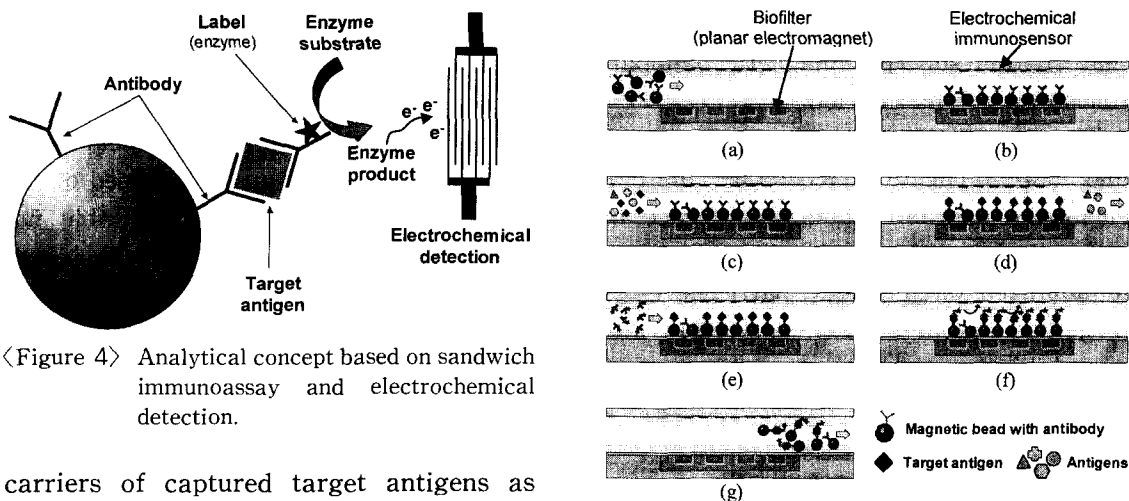 Label
(enzyme)
Enzyme
substrate
Antibody
e⁻ e⁻
e⁻
Enzyme
product
Electrochemical
detection
Target
antigen
〈Figure 4〉 Analytical concept based on sandwich
immunoassay and electrochemical
detection.
carriers of captured target antigens as
Biofilter
(planar electromagnet)
Electrochemical
immunosensor
(a)
(b)
(c)
(d)
(e)
(f)
(g)
Magnetic bead with antibody
Target antigen
Antigens